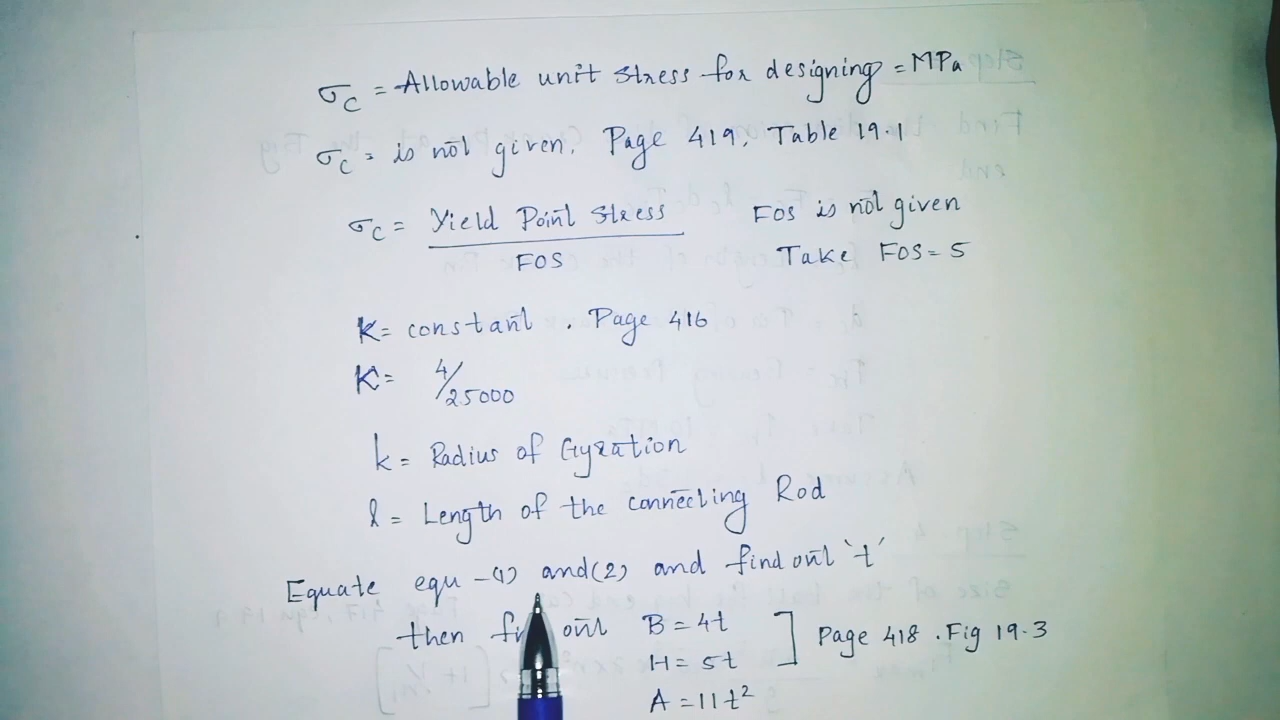 σc = Allowable unit stress for designing = MPa
σc = is not given. Page 419, Table 19.1
σc = Yield Point Stress / FOS FOS is not given
Take FOS = 5
K = constant . Page 416
K = 4/25000
k = Radius of Gyration
l = Length of the connecting Rod
Equate equ -(1) and (2) and find out 't'
then out B = 4t
H = 5t ] Page 418 . Fig 19.3
A = 11t²